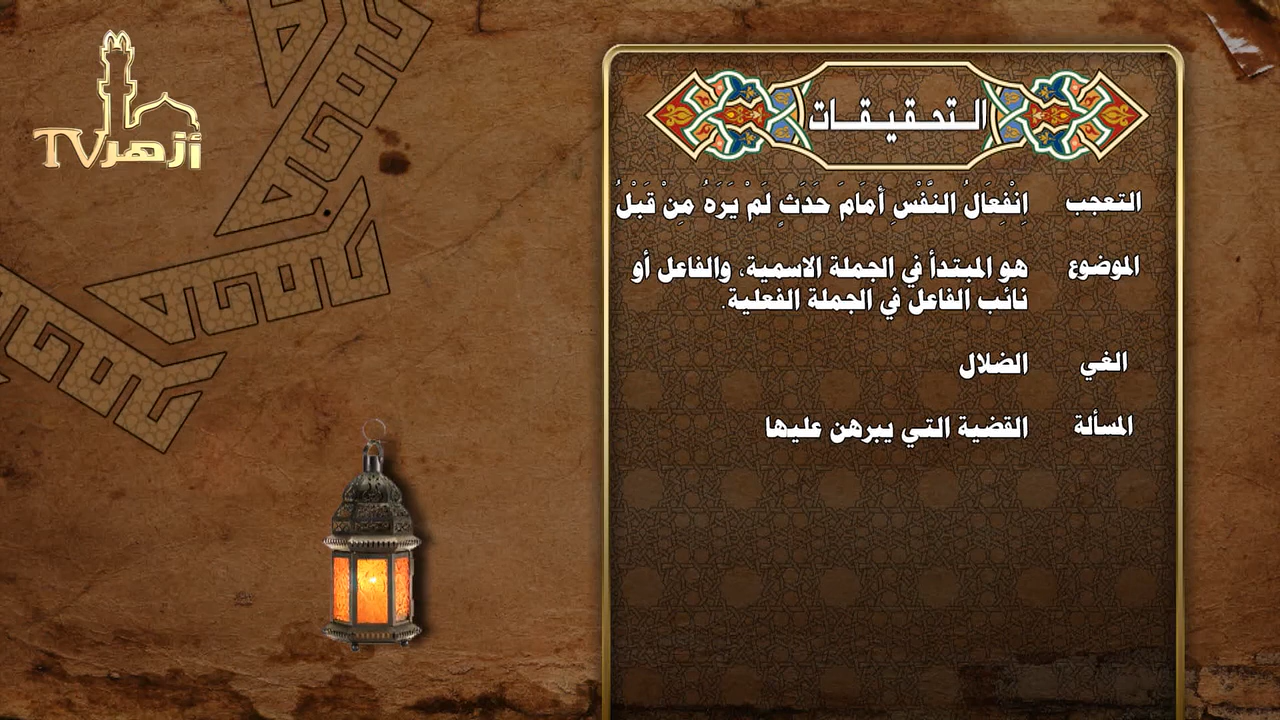 أزهر TV
التحقيقات
التعجب اِنْفِعَالُ النَّفْسِ أمَامَ حَدَثٍ لَمْ يَرَهُ مِنْ قَبْلُ
الموضوع هو المبتدأ في الجملة الاسمية، والفاعل أو
نائب الفاعل في الجملة الفعلية.
الغي الضلال
المسألة القضية التي يبرهن عليها